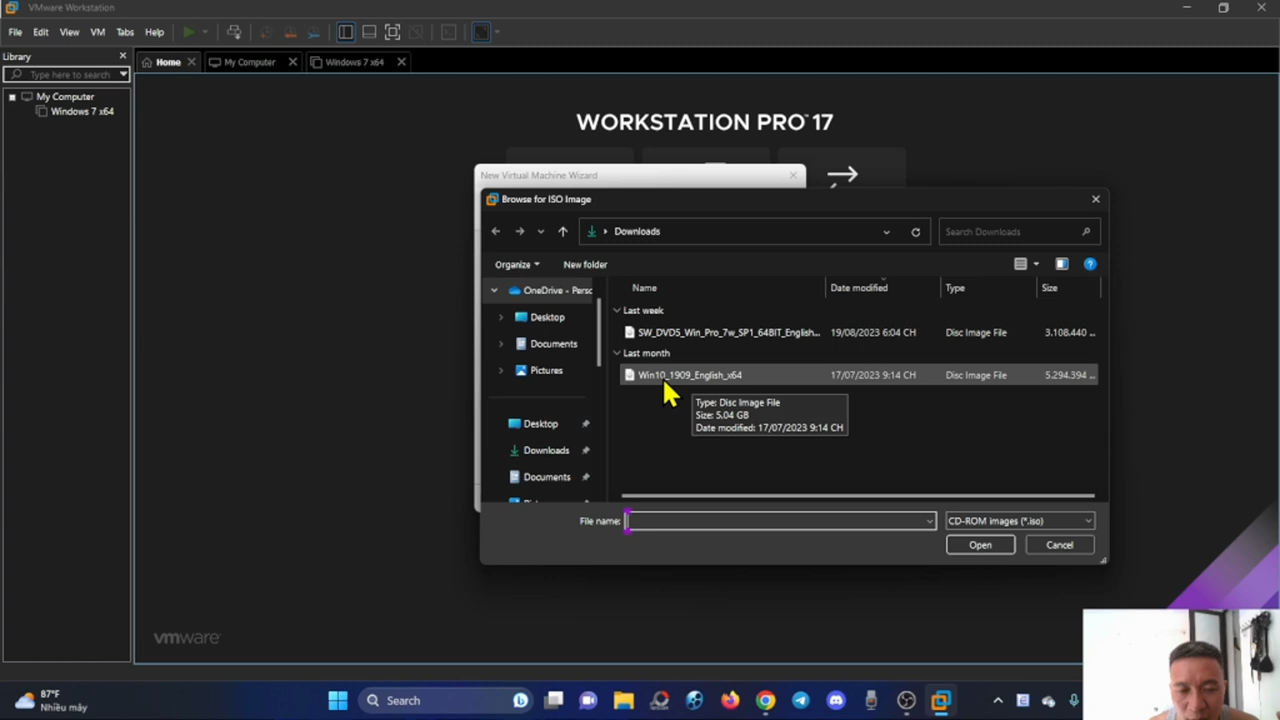 VMware Workstation
File Edit View VM Tabs Help
Library
Type here to search
My Computer
Windows 7 x64
Home
My Computer
Windows 7 x64
WORKSTATION PRO™ 17
New Virtual Machine Wizard
Browse for ISO Image
Downloads
Search Downloads
Organize
New folder
OneDrive - Perso
Desktop
Documents
Pictures
Desktop
Downloads
Documents
Name Date modified Type Size
Last week
SW_DVD5_Win_Pro_7w_SP1_64BIT_English... 19/08/2023 6:04 CH Disc Image File 3.108.440 ...
Last month
Win10_1909_English_x64 17/07/2023 9:14 CH Disc Image File 5.294.394 ...
Type: Disc Image File
Size: 5,04 GB
Date modified: 17/07/2023 9:14 CH
File name:
CD-ROM images (*.iso)
Open
Cancel
vmware
87°F
Nhiều mây
Search